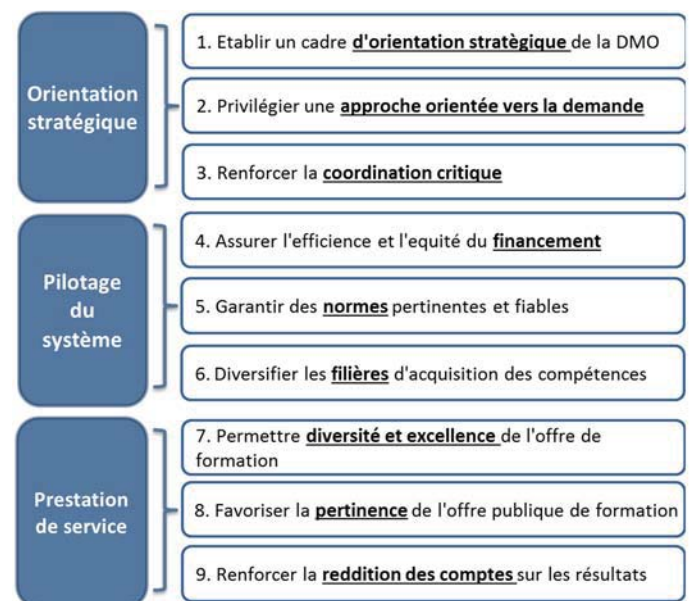 Orientation
stratégique
1. Etablir un cadre d'orientation stratègique de la DMO
2. Privilégier une approche orientée vers la demande
3. Renforcer la coordination critique
Pilotage
du
système
4. Assurer l'efficience et l'equité du financement
5. Garantir des normes pertinentes et fiables
6. Diversifier les filières d'acquisition des compétences
Prestation
de service
7. Permettre diversité et excellence de l'offre de
formation
8. Favoriser la pertinence de l'offre publique de formation
9. Renforcer la reddition des comptes sur les résultats